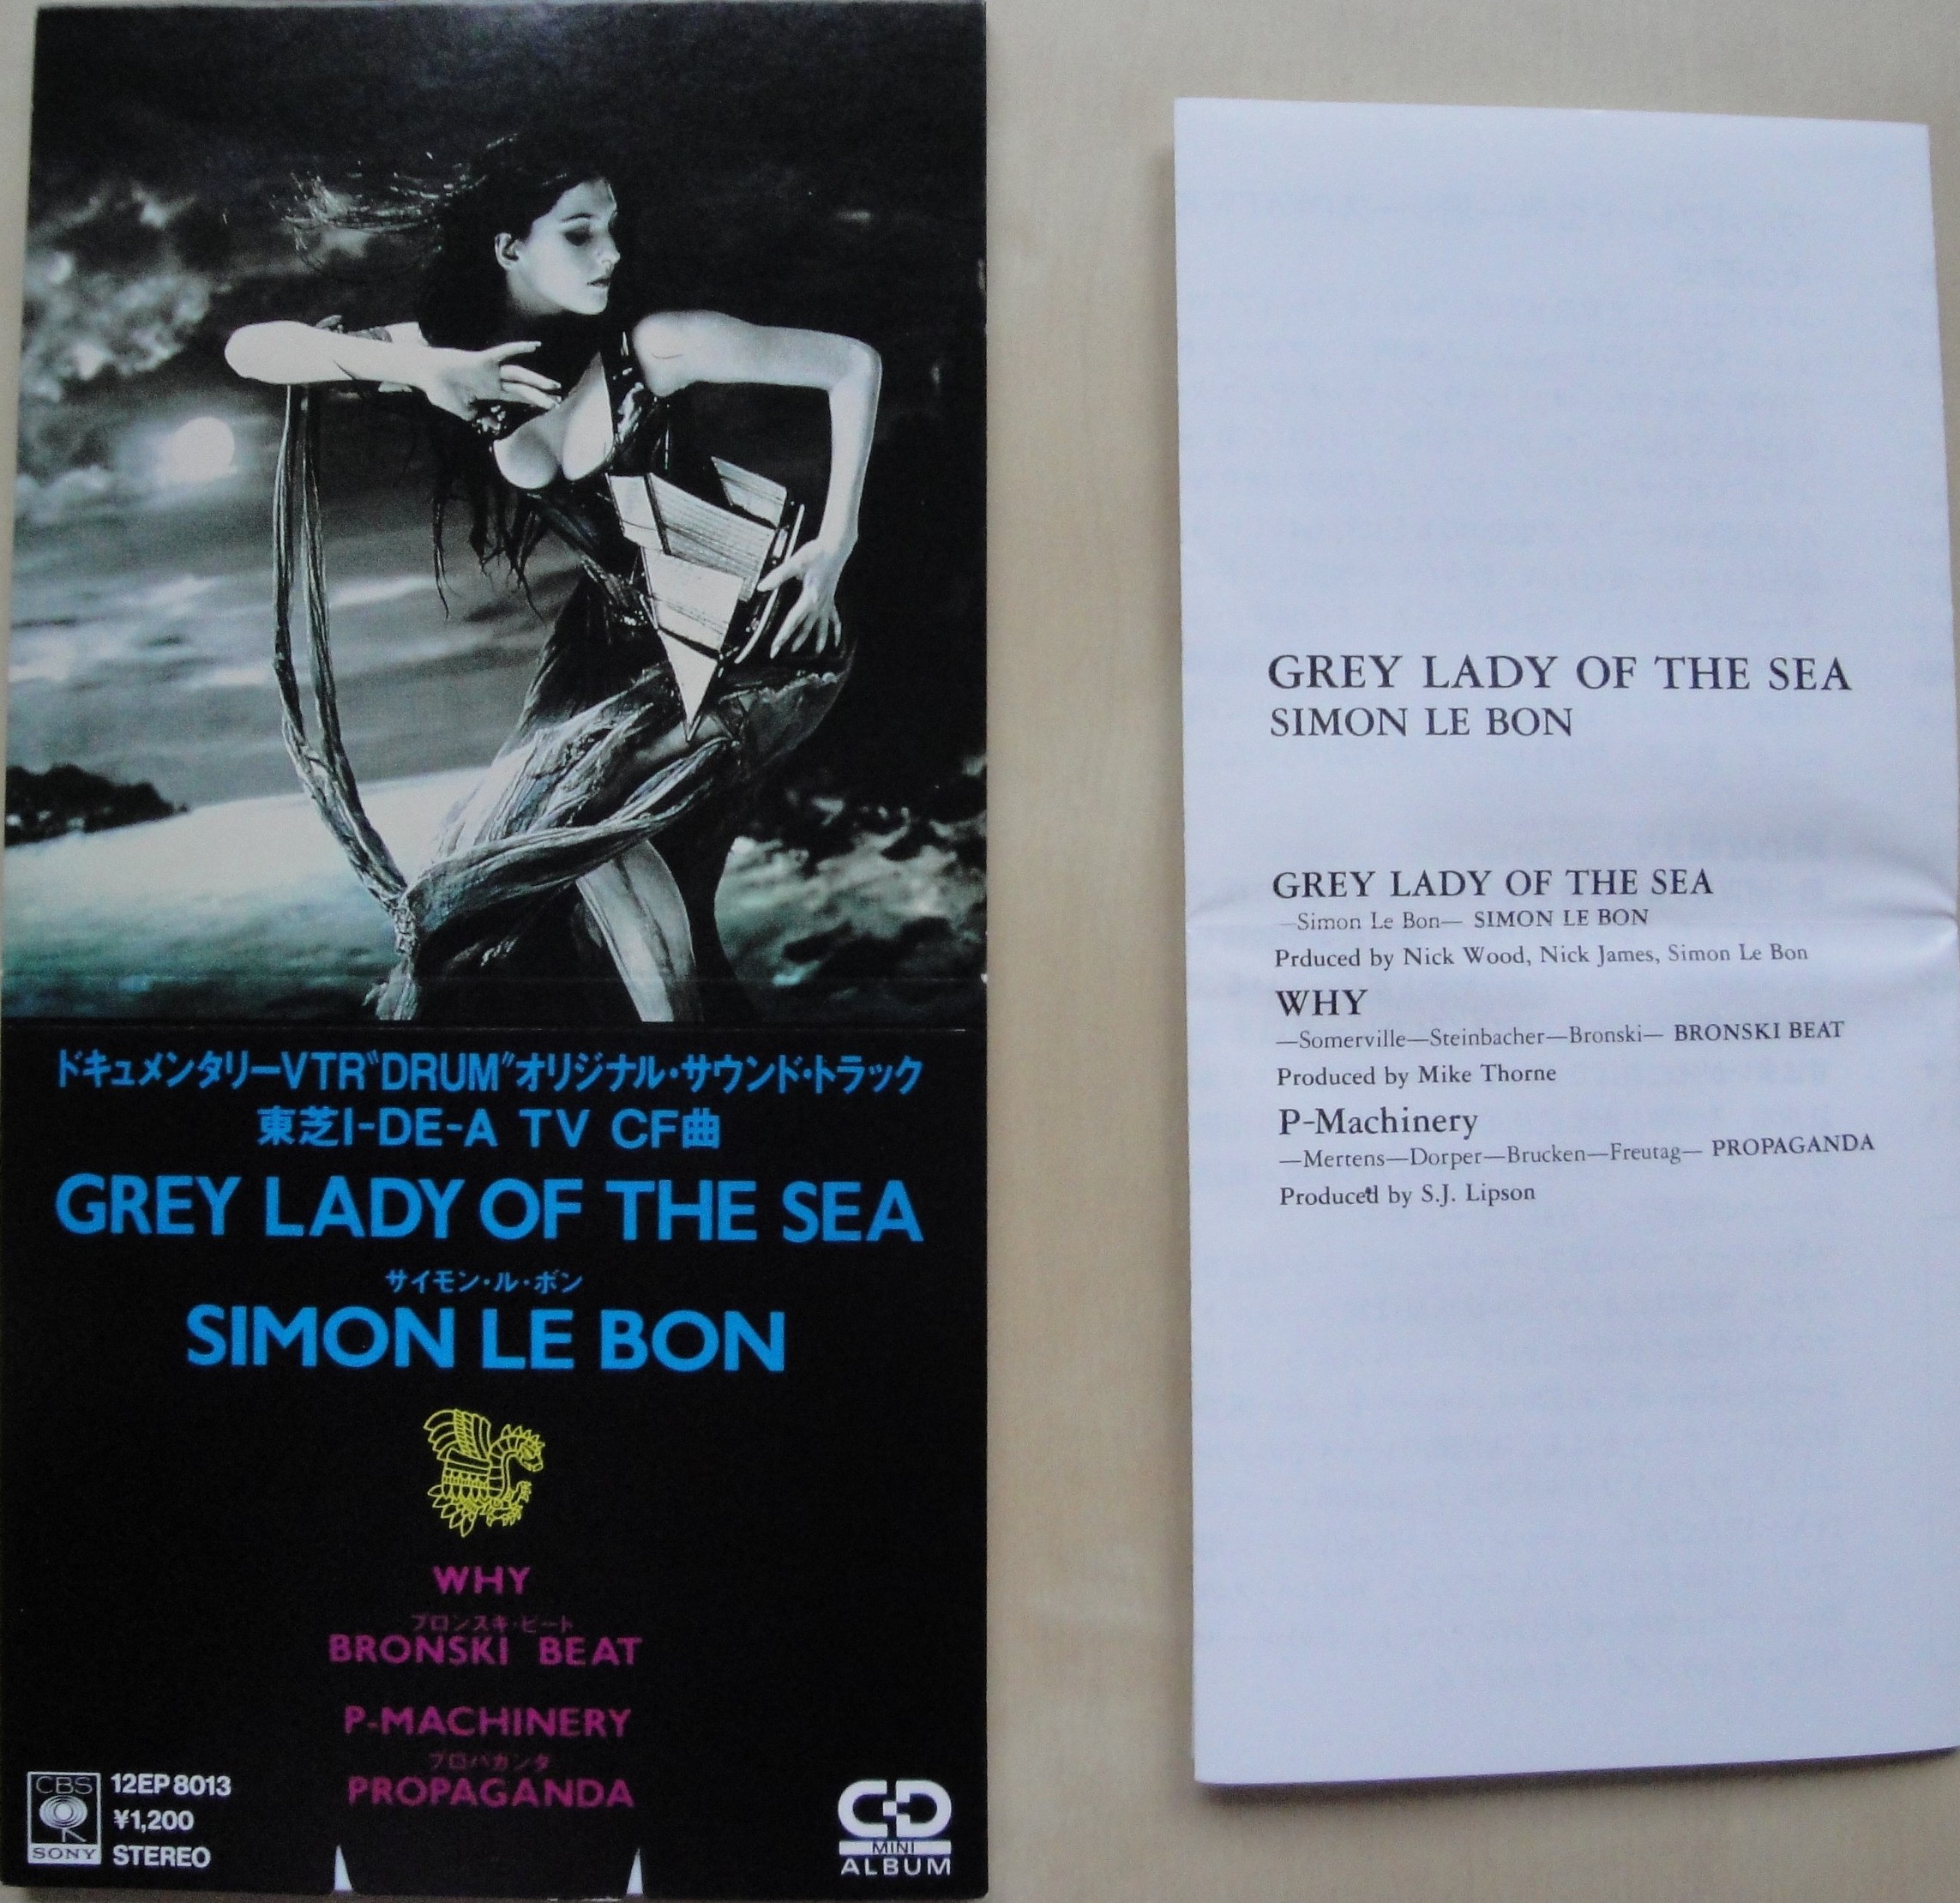 ドキュメンタリーVTR"DRUM"オリジナル・サウンド・トラック
東芝I-DE-A TV CF曲
GREY LADY OF THE SEA
サイモン・ル・ボン
SIMON LE BON
WHY
ブロンスキ・ビート
BRONSKI BEAT
P-MACHINERY
プロパガンダ
PROPAGANDA
CBS
SONY
12EP 8013
¥1,200
STEREO
CD
MINI
ALBUM
GREY LADY OF THE SEA
SIMON LE BON
GREY LADY OF THE SEA
—Simon Le Bon— SIMON LE BON
Prduced by Nick Wood, Nick James, Simon Le Bon
WHY
—Somerville—Steinbacher—Bronski— BRONSKI BEAT
Produced by Mike Thorne
P-Machinery
—Mertens—Dorper—Brucken—Freutag— PROPAGANDA
Produced by S.J. Lipson